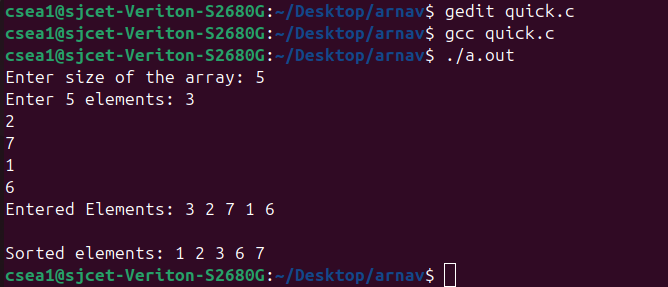 csea1@sjcet-Veriton-S2680G:~/Desktop/arnav$ gedit quick.c
csea1@sjcet-Veriton-S2680G:~/Desktop/arnav$ gcc quick.c
csea1@sjcet-Veriton-S2680G:~/Desktop/arnav$ ./a.out
Enter size of the array: 5
Enter 5 elements: 3
2
7
1
6
Entered Elements: 3 2 7 1 6

Sorted elements: 1 2 3 6 7
csea1@sjcet-Veriton-S2680G:~/Desktop/arnav$